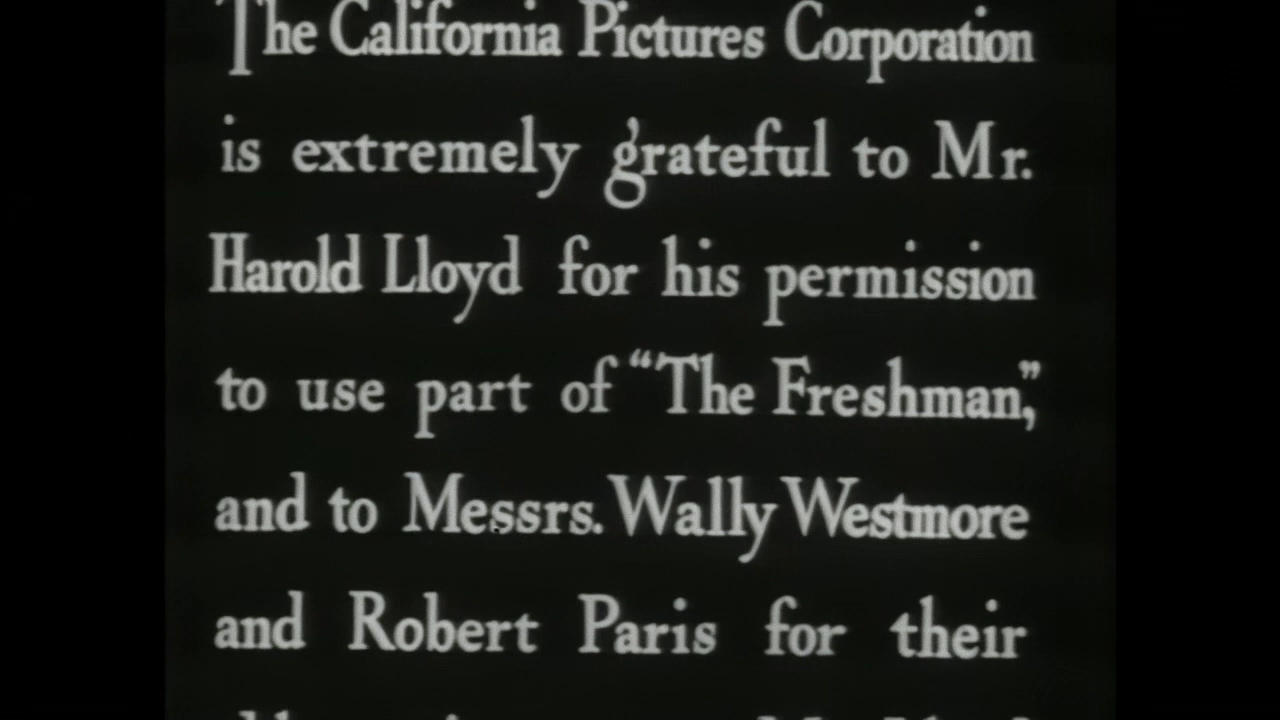 The California Pictures Corporation
is extremely grateful to Mr.
Harold Lloyd for his permission
to use part of “The Freshman,”
and to Messrs. Wally Westmore
and Robert Paris for their